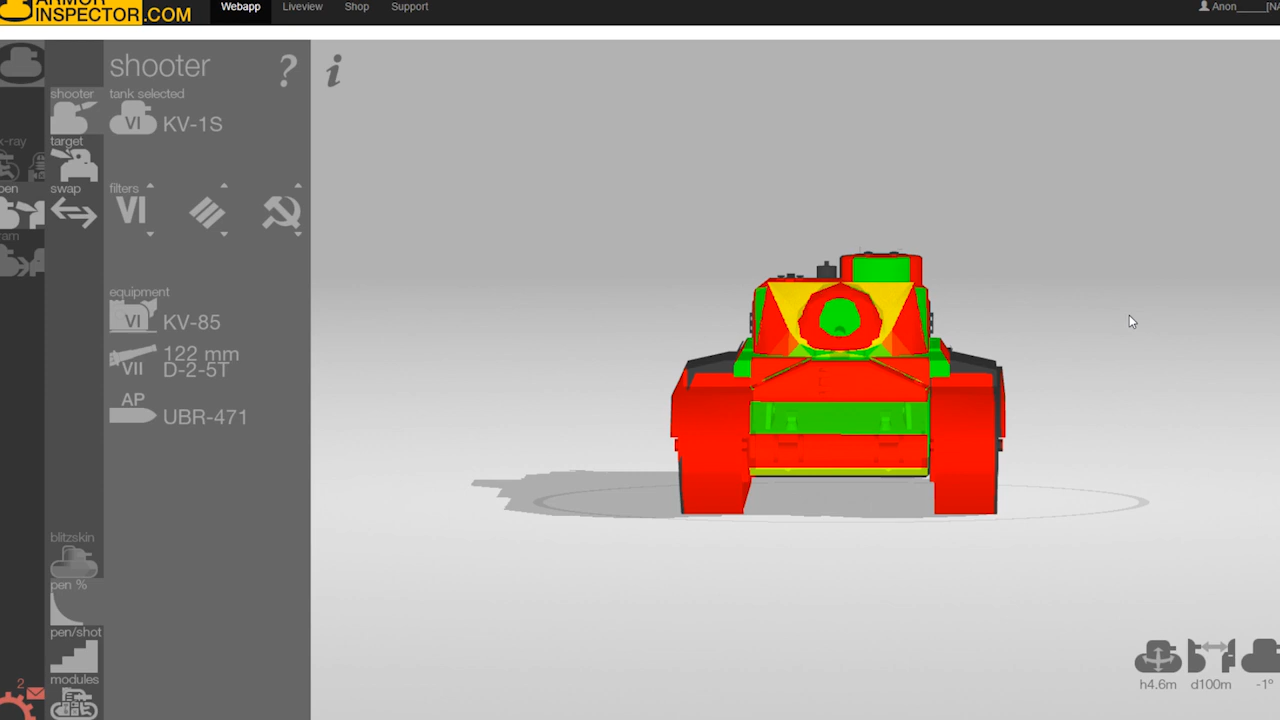 ARMOR
INSPECTOR.COM
Webapp
Liveview
Shop
Support
Anon_____[NA
shooter
?
i
shooter
tank selected
VI
KV-1S
x-ray
target
pen
swap
filters
VI
ram
equipment
VI
KV-85
122 mm
VII
D-2-5T
AP
UBR-471
blitzskin
pen %
pen/shot
modules
2
h4.6m
d100m
-1°